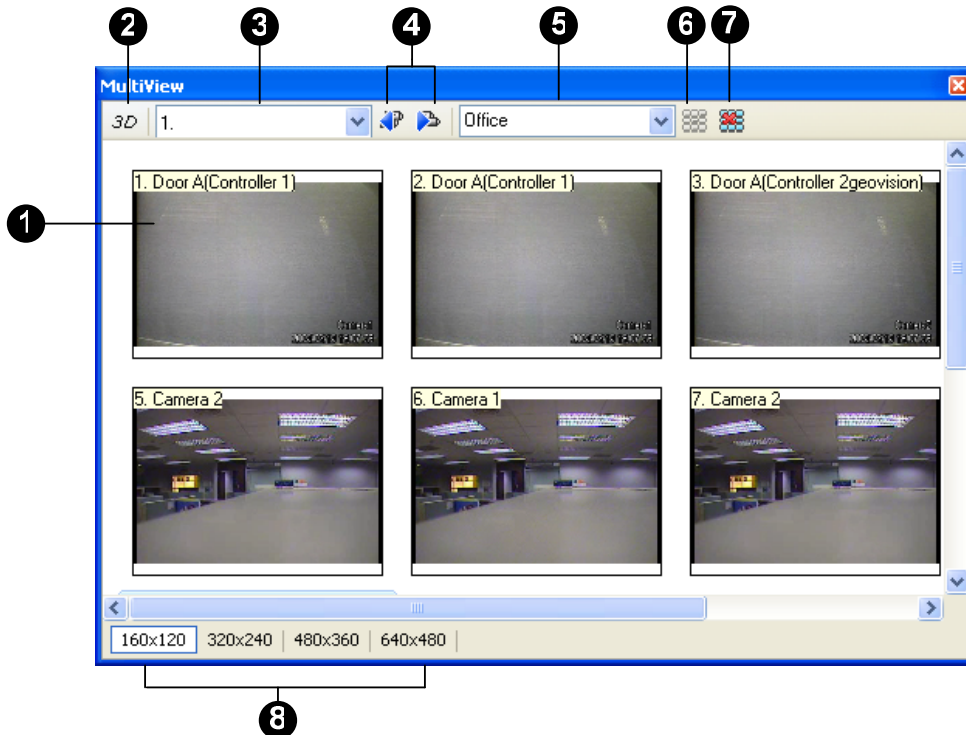 2 3 4 5 6 7
MultiView
3D 1. Office
1. Door A(Controller 1) 2. Door A(Controller 1) 3. Door A(Controller 2geovision)
1
5. Camera 2 6. Camera 1 7. Camera 2
160x120 320x240 480x360 640x480
8